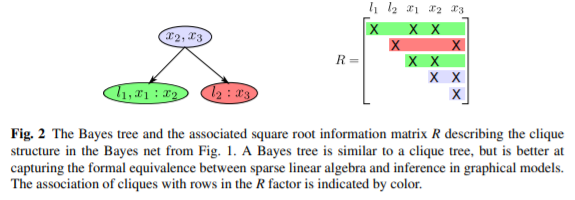 l₁ l₂ x₁ x₂ x₃
x₂, x₃
X X X
X X
R = X X
l₁, x₁ : x₂ l₂ : x₃
X X
X
Fig. 2 The Bayes tree and the associated square root information matrix R describing the clique
structure in the Bayes net from Fig. 1. A Bayes tree is similar to a clique tree, but is better at
capturing the formal equivalence between sparse linear algebra and inference in graphical models.
The association of cliques with rows in the R factor is indicated by color.